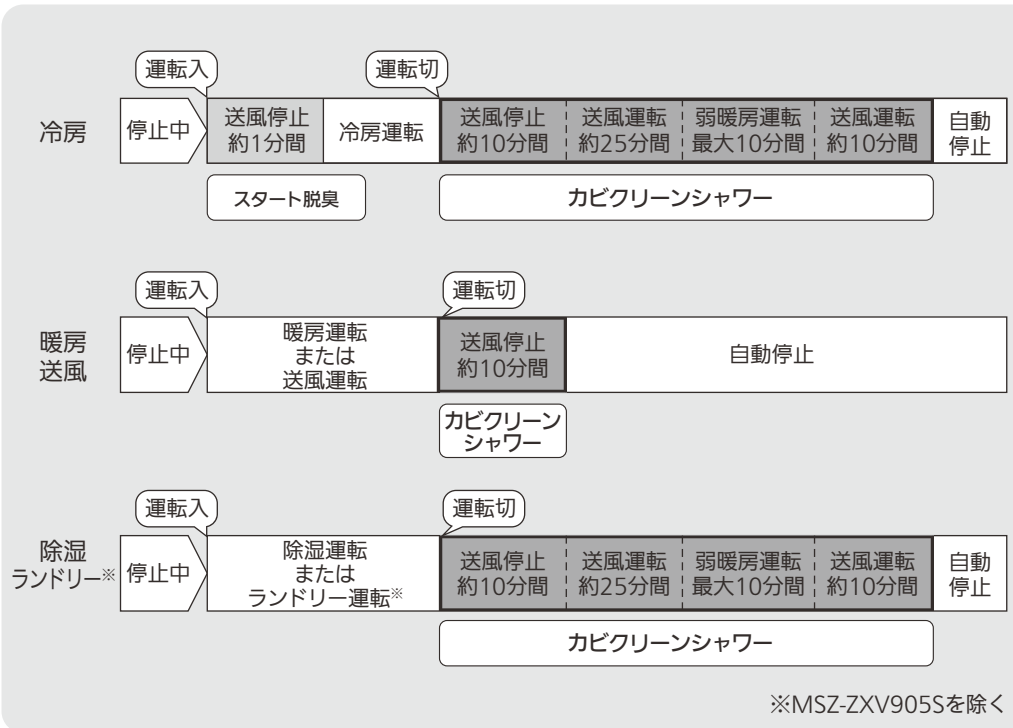 運転入
運転切
冷房
停止中
送風停止
約1分間
冷房運転
送風停止
約10分間
送風運転
約25分間
弱暖房運転
最大10分間
送風運転
約10分間
自動
停止
スタート脱臭
カビクリーンシャワー
運転入
運転切
暖房
送風
停止中
暖房運転
または
送風運転
送風停止
約10分間
自動停止
カビクリーン
シャワー
運転入
運転切
除湿
ランドリー※
停止中
除湿運転
または
ランドリー運転※
送風停止
約10分間
送風運転
約25分間
弱暖房運転
最大10分間
送風運転
約10分間
自動
停止
カビクリーンシャワー
※MSZ-ZXV905Sを除く